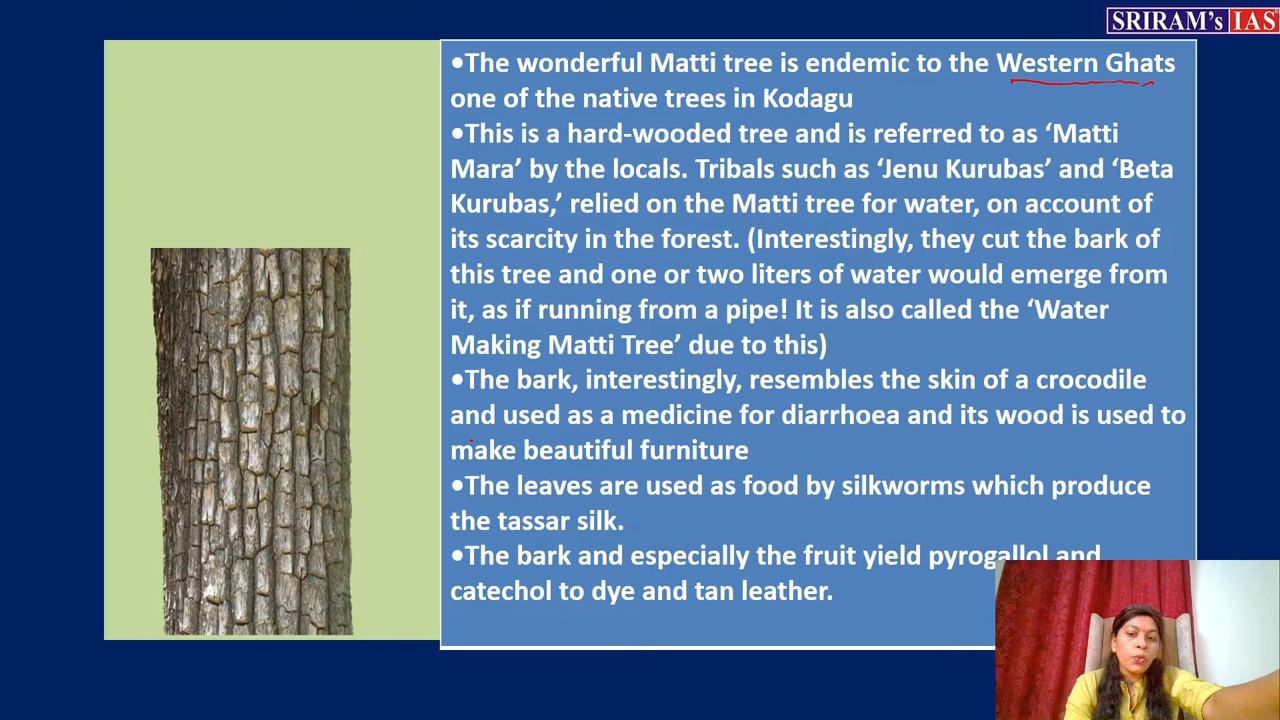 SRIRAM's IAS
•The wonderful Matti tree is endemic to the Western Ghats
one of the native trees in Kodagu
•This is a hard-wooded tree and is referred to as ‘Matti
Mara’ by the locals. Tribals such as ‘Jenu Kurubas’ and ‘Beta
Kurubas,’ relied on the Matti tree for water, on account of
its scarcity in the forest. (Interestingly, they cut the bark of
this tree and one or two liters of water would emerge from
it, as if running from a pipe! It is also called the ‘Water
Making Matti Tree’ due to this)
•The bark, interestingly, resembles the skin of a crocodile
and used as a medicine for diarrhoea and its wood is used to
make beautiful furniture
•The leaves are used as food by silkworms which produce
the tassar silk.
•The bark and especially the fruit yield pyrogallol and
catechol to dye and tan leather.